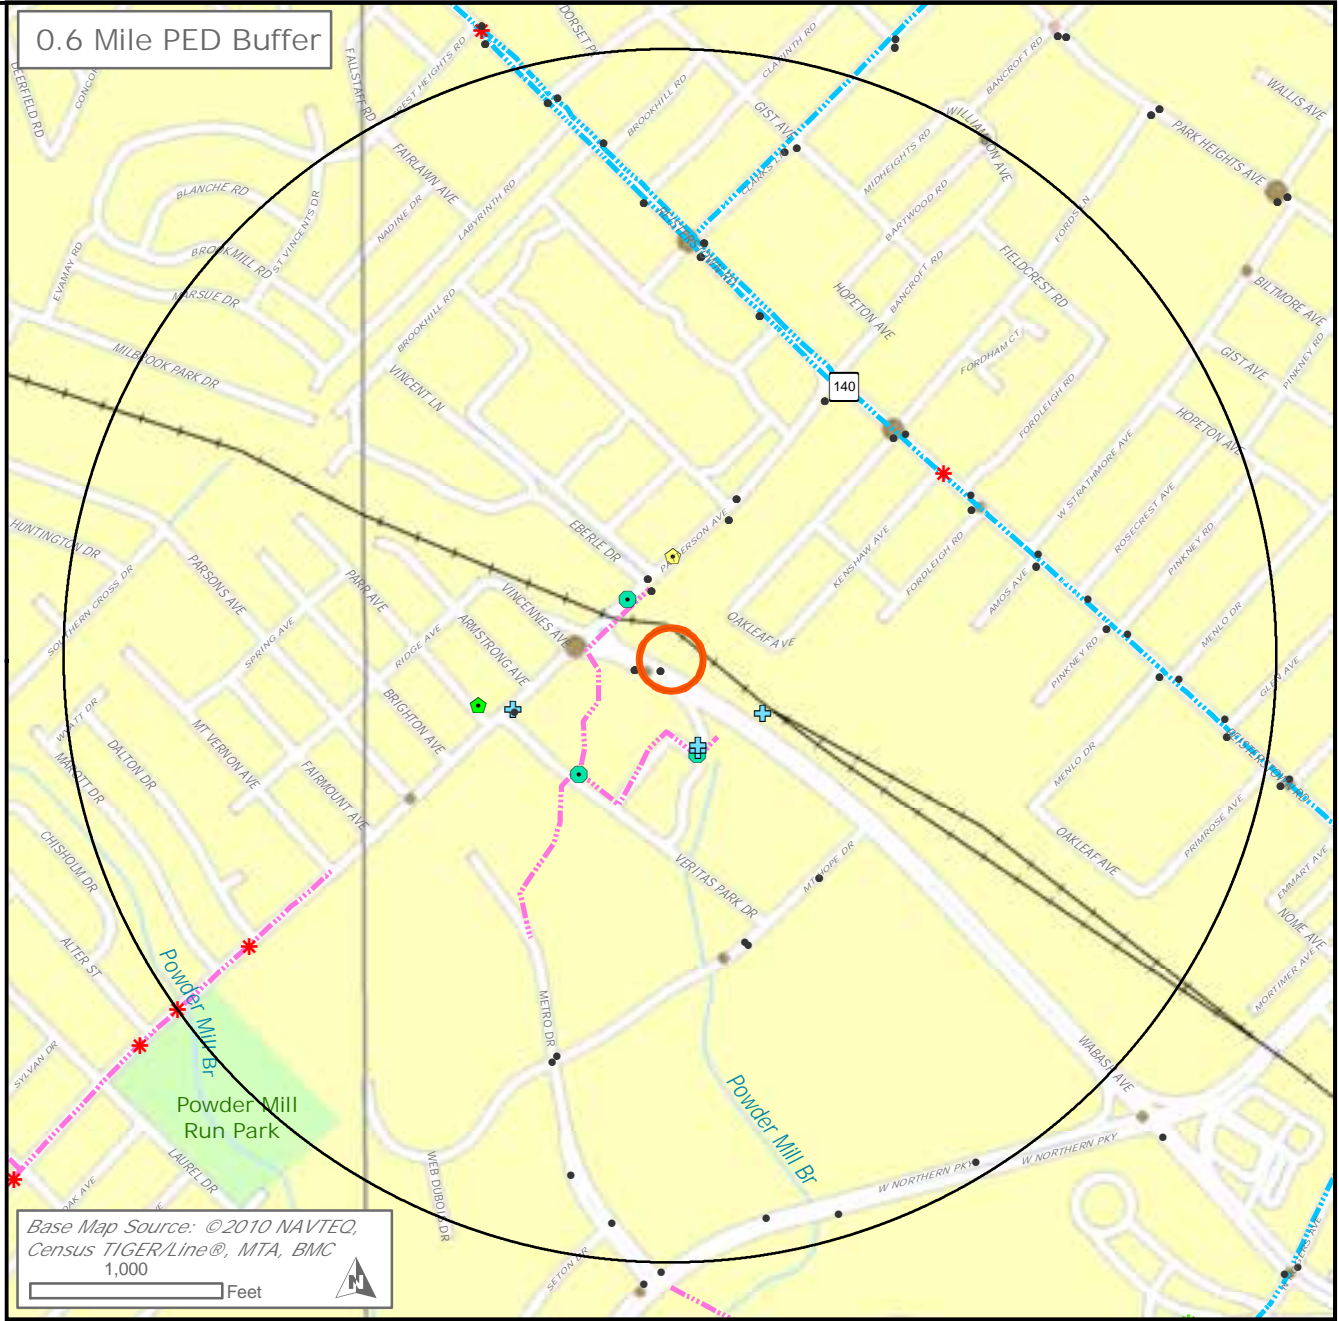 0.6 Mile PED Buffer
DEERFIELD RD
FALLSTAFF RD
CLARINTH RD
BANCROFT RD
WALLIS AVE
BROOKHILL RD
GIST AVE
PARK HEIGHTS AVE
FAIRLAWN AVE
MIDHEIGHTS RD
BLANCHE RD
NADINE DR
LABYRINTH RD
BARTWOOD RD
ST VINCENTS DR
BROOKMILL RD
EVAMAY RD
MARSUE DR
FIELDCREST RD
BANCROFT RD
HOPETON AVE
BILTMORE AVE
BROOKHILL RD
MILBROOK PARK DR
FORDHAM CT
GIST AVE
PINKNEY RD
VINCENT LN
140
FORDLEIGH RD
HOPETON AVE
W STRATHMORE AVE
HUNTINGTON DR
EBERLE DR
ROSECREST AVE
PINKNEY RD
KENSHAW AVE
FORDLEIGH RD
PARSONS AVE
PARR AVE
SOUTHERN CROSS DR
VINCENNES AVE
AMOS AVE
OAKLEAF AVE
MENLO DR
SPRING AVE
RIDGE AVE
ARMSTRONG AVE
PINKNEY RD
GLEN AVE
BRIGHTON AVE
WYATT DR
MT VERNON AVE
DALTON DR
MAROTT DR
FAIRMOUNT AVE
MENLO DR
PRIMROSE AVE
OAKLEAF AVE
CHISHOLM DR
VERITAS PARK DR
MT HOPE DR
EMMART AVE
NOME AVE
ALTER ST
Powder Mill Br
MORTIMER AVE
METRO DR
SYLVAN DR
WABASH AVE
Powder Mill
Run Park
Powder Mill Br
W NORTHERN PKY
W NORTHERN PKY
LAUREL DR
WEB DUBOIS DR
OAK AVE
SETON DR
Base Map Source: ©2010 NAVTEQ,
Census TIGER/Line®, MTA, BMC
1,000
Feet
N